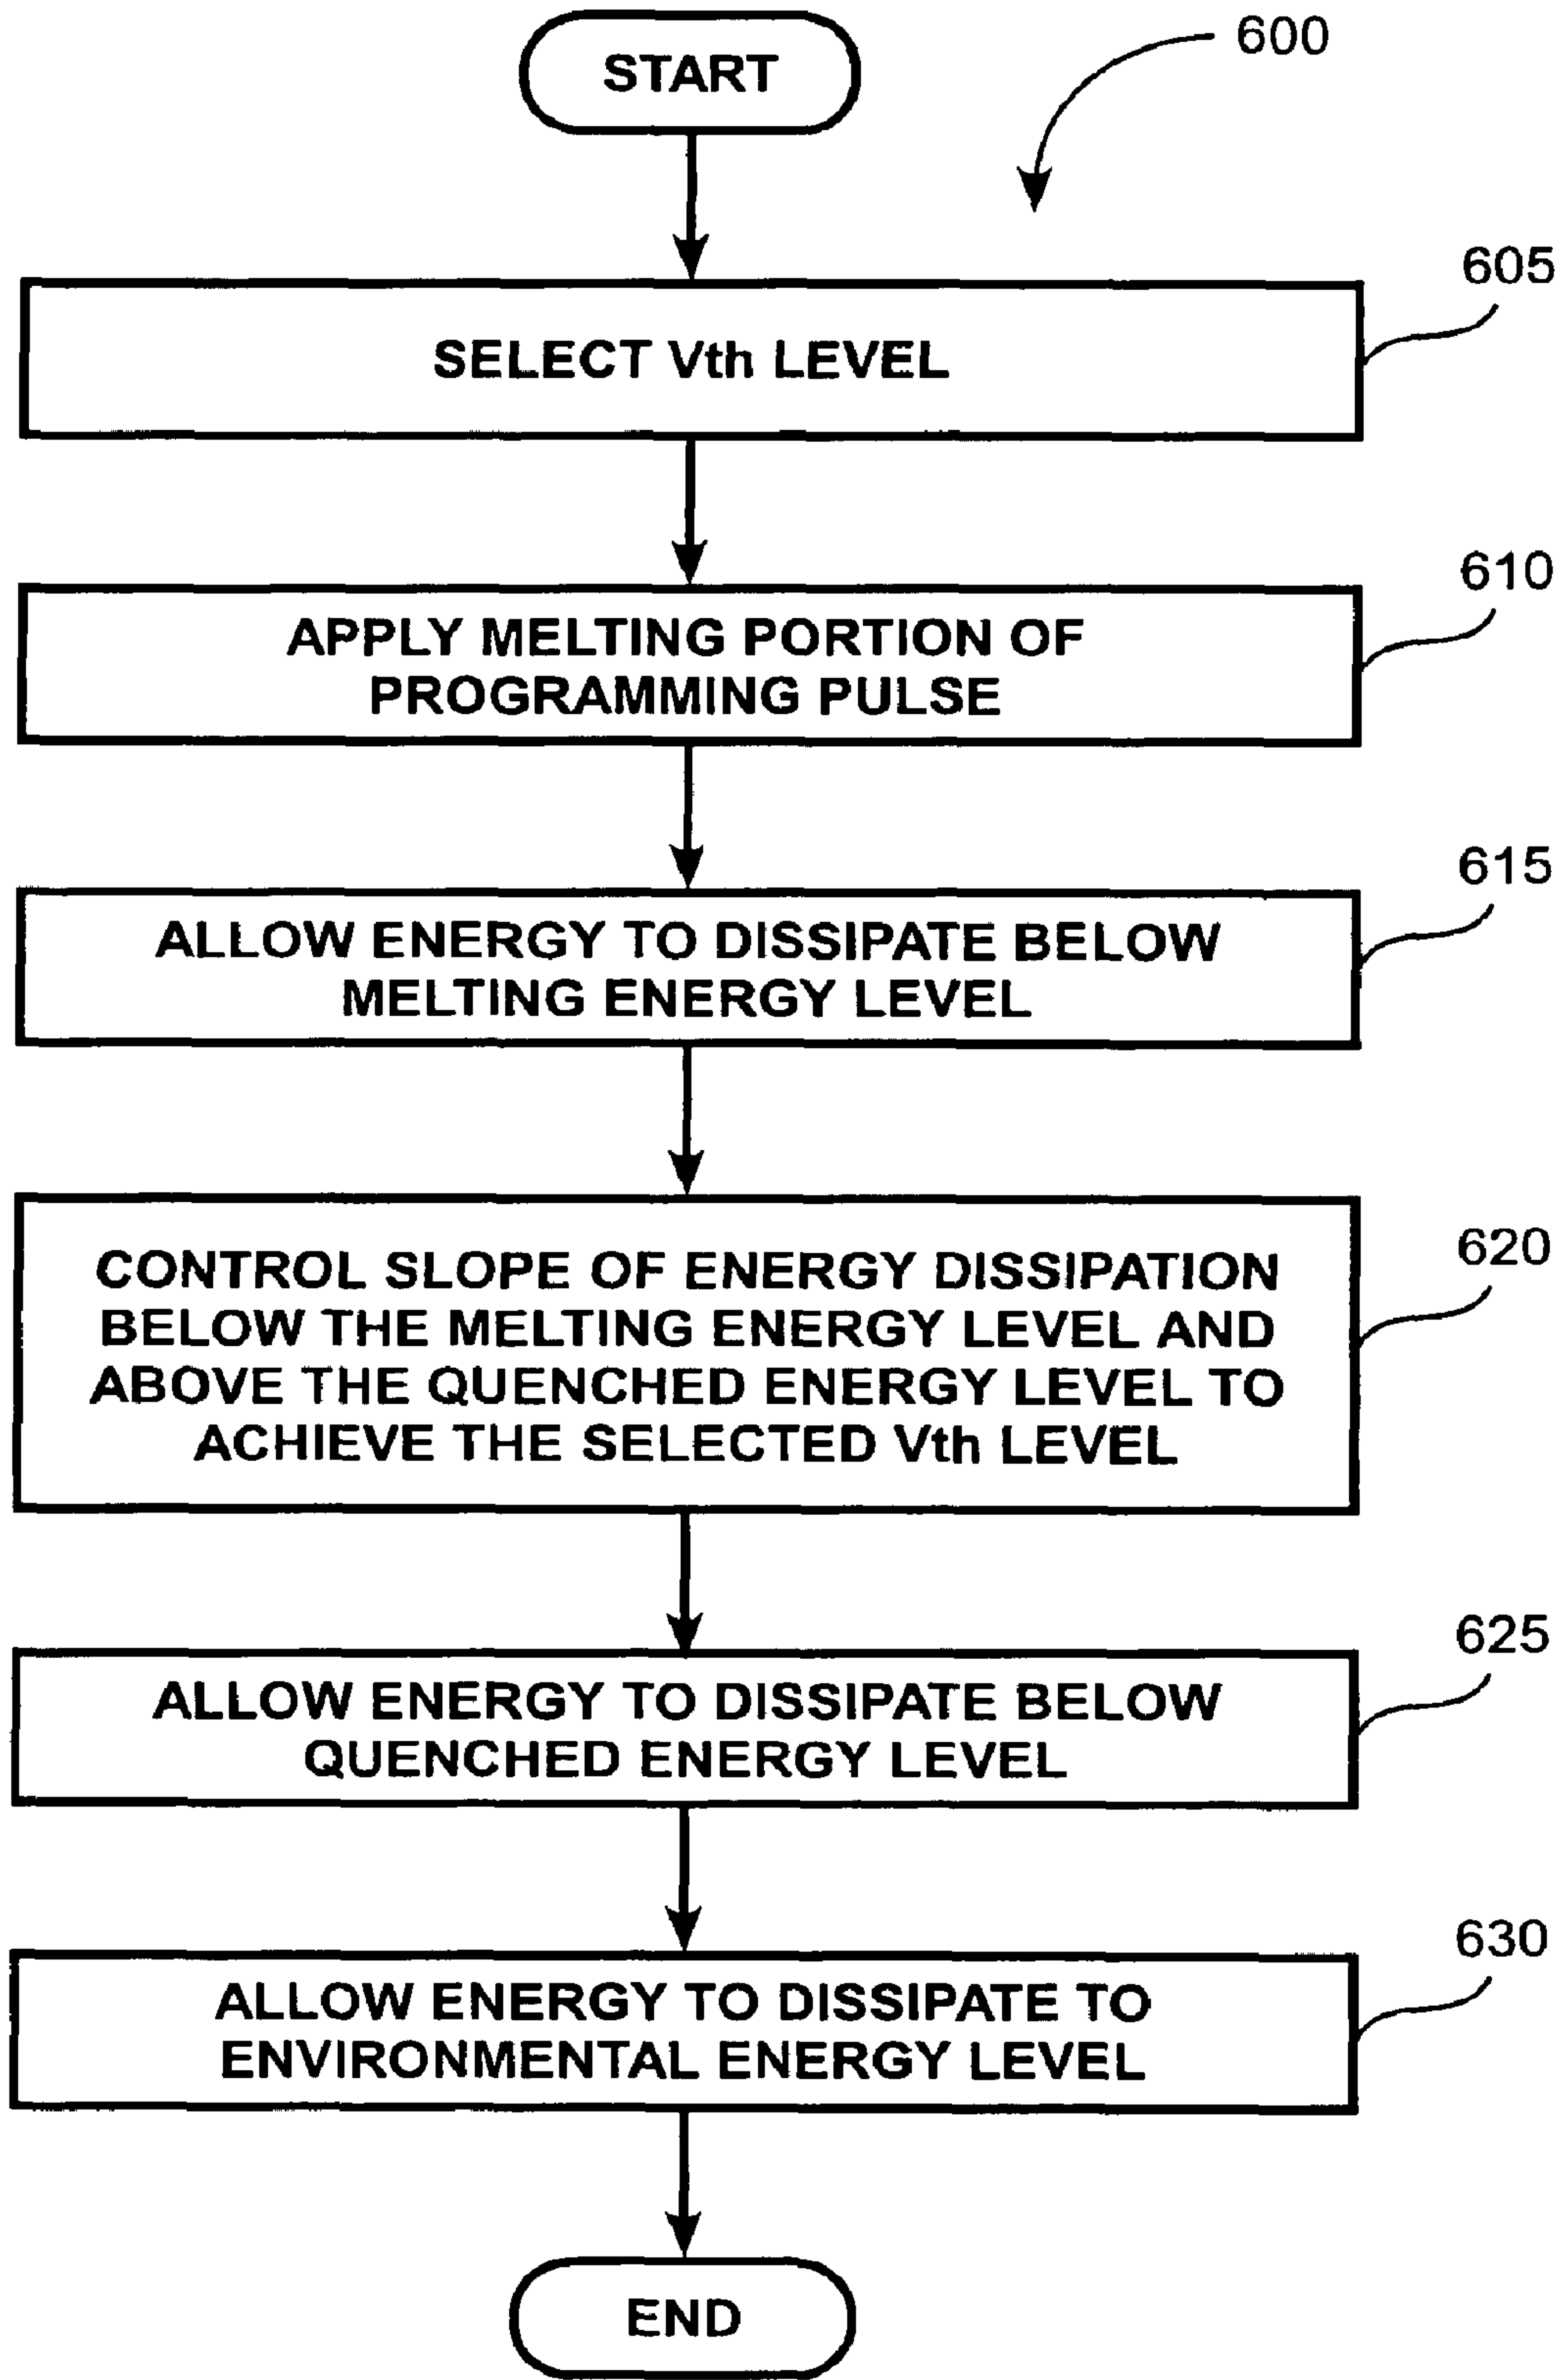 START
600
605
SELECT Vth LEVEL
610
APPLY MELTING PORTION OF
PROGRAMMING PULSE
615
ALLOW ENERGY TO DISSIPATE BELOW
MELTING ENERGY LEVEL
620
CONTROL SLOPE OF ENERGY DISSIPATION
BELOW THE MELTING ENERGY LEVEL AND
ABOVE THE QUENCHED ENERGY LEVEL TO
ACHIEVE THE SELECTED Vth LEVEL
625
ALLOW ENERGY TO DISSIPATE BELOW
QUENCHED ENERGY LEVEL
630
ALLOW ENERGY TO DISSIPATE TO
ENVIRONMENTAL ENERGY LEVEL
END